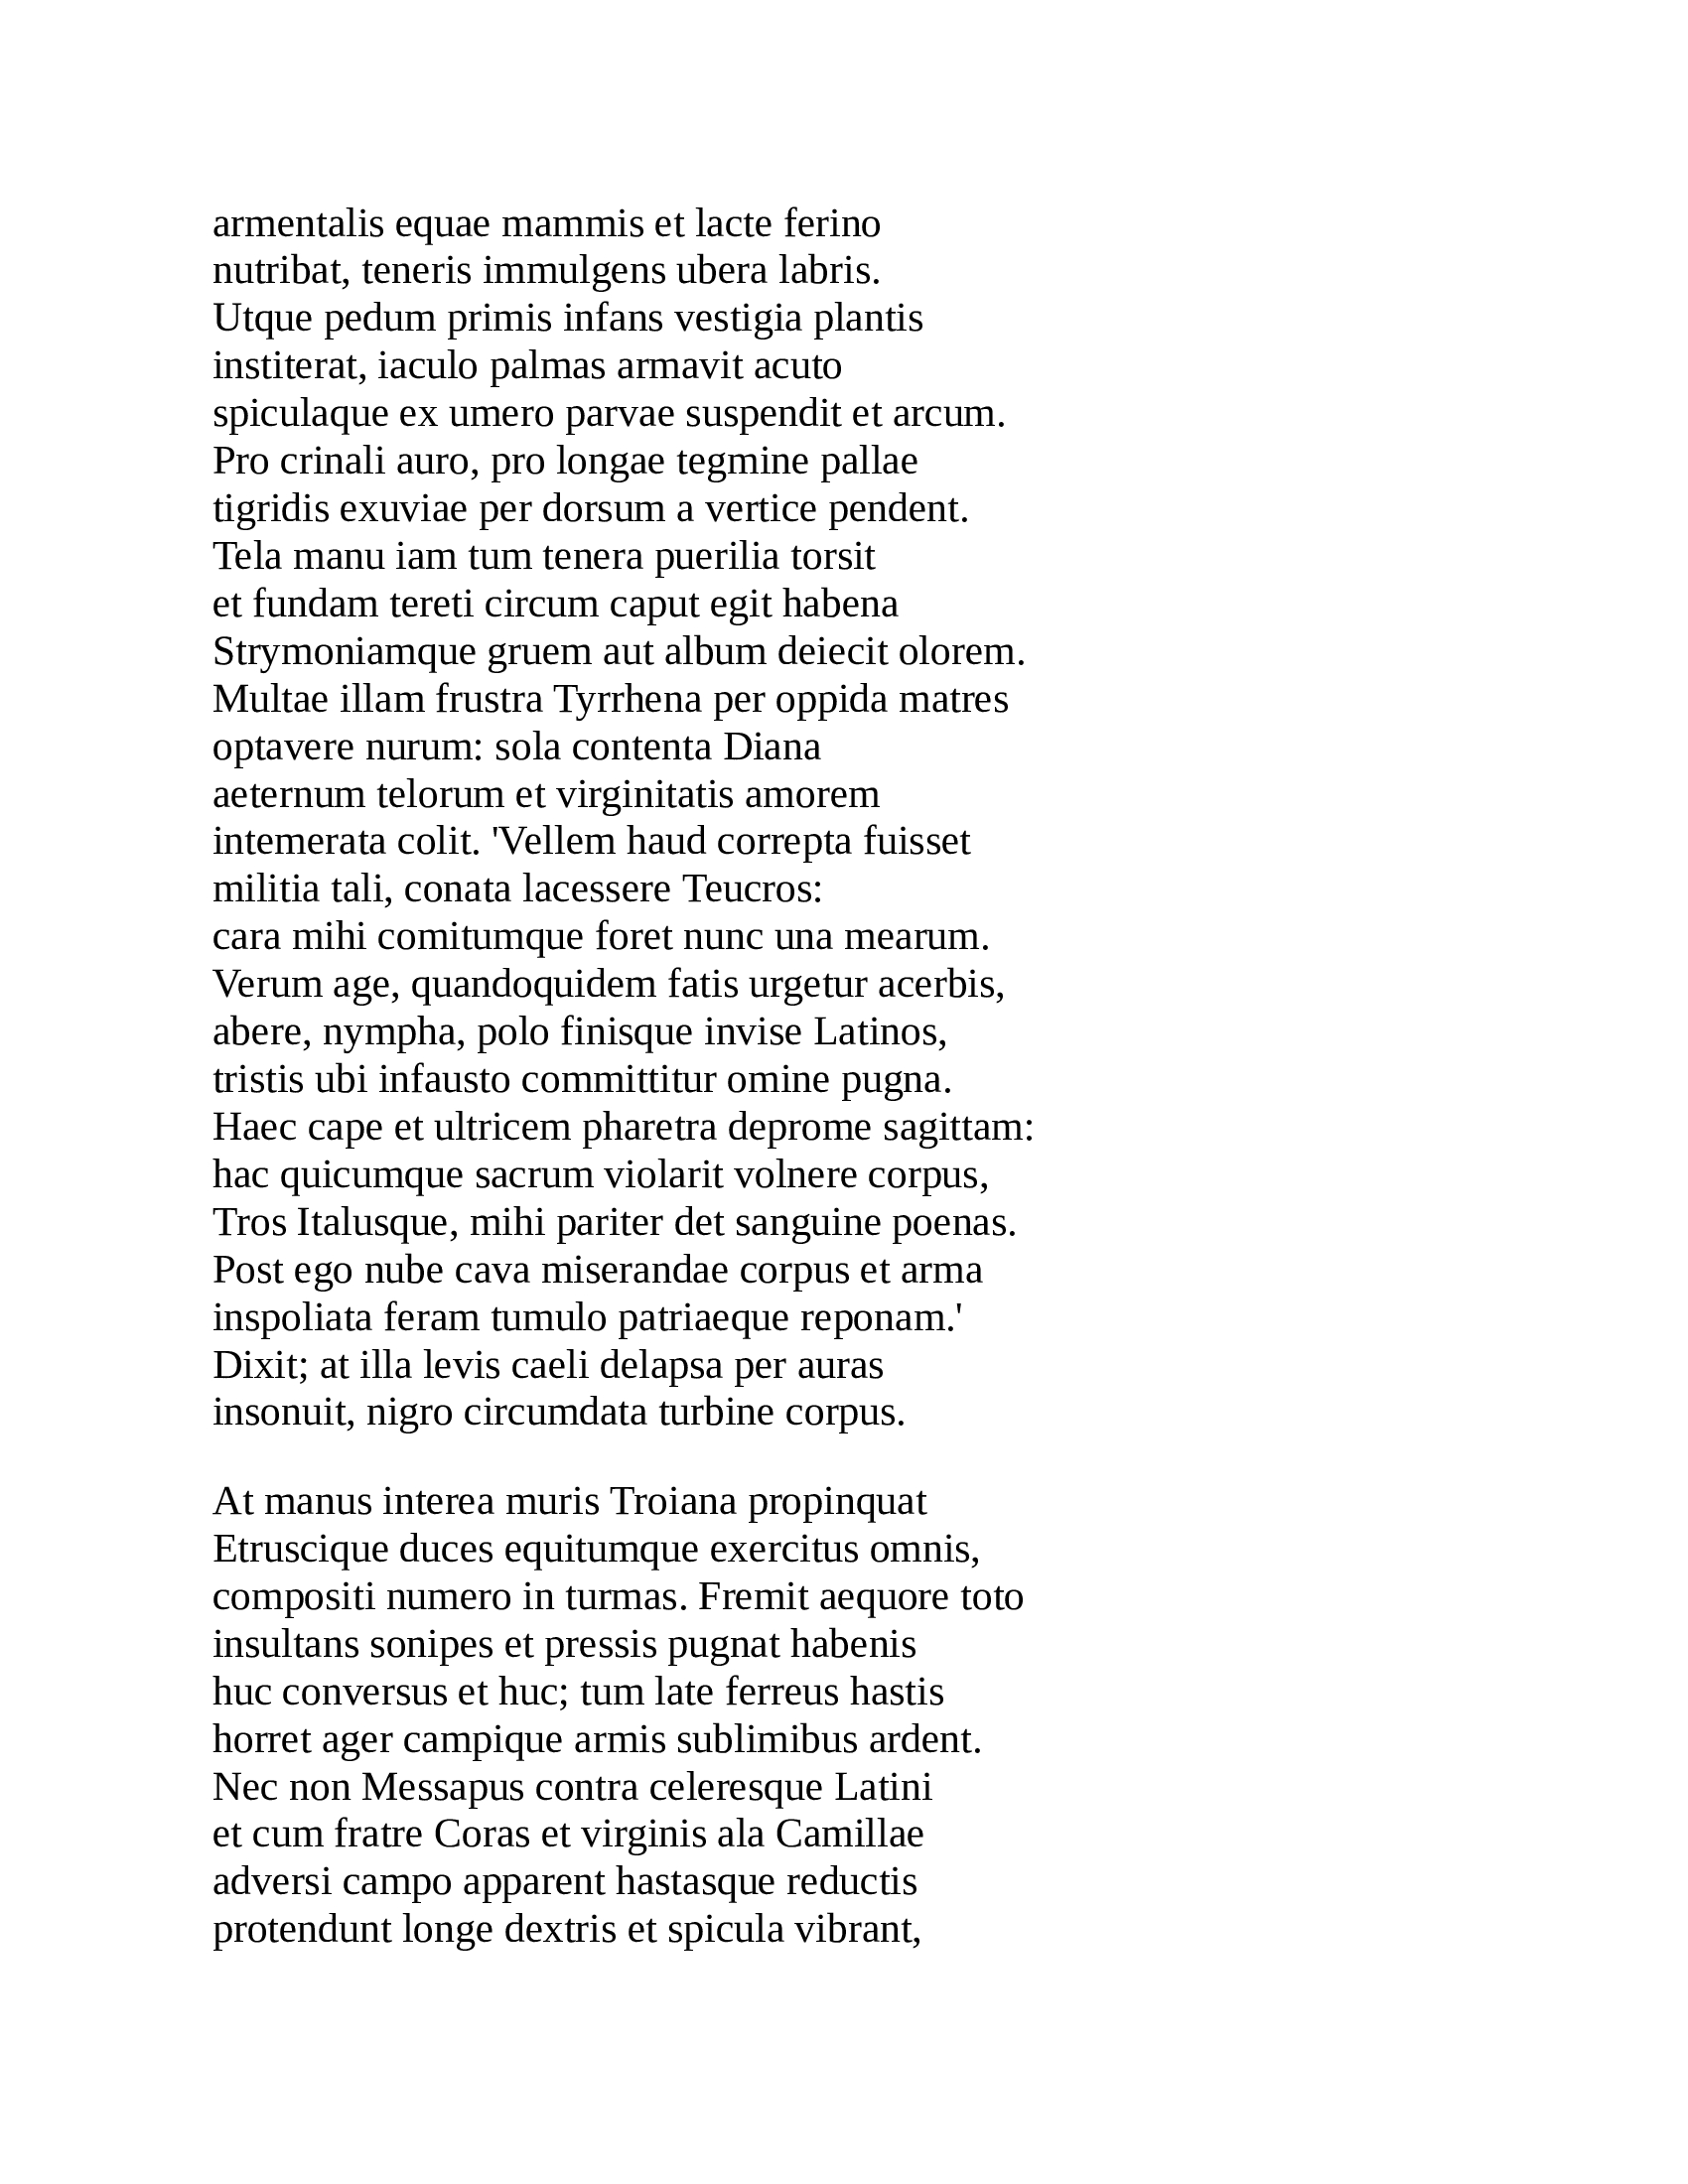 armentalis equae mammis et lacte ferino
nutribat, teneris immulgens ubera labris.
Utque pedum primis infans vestigia plantis
institerat, iaculo palmas armavit acuto
spiculaque ex umero parvae suspendit et arcum.
Pro crinali auro, pro longae tegmine pallae
tigridis exuviae per dorsum a vertice pendent.
Tela manu iam tum tenera puerilia torsit
et fundam tereti circum caput egit habena
Strymoniamque gruem aut album deiecit olorem.
Multae illam frustra Tyrrhena per oppida matres
optavere nurum: sola contenta Diana
aeternum telorum et virginitatis amorem
intemerata colit. 'Vellem haud correpta fuisset
militia tali, conata lacessere Teucros:
cara mihi comitumque foret nunc una mearum.
Verum age, quandoquidem fatis urgetur acerbis,
abere, nympha, polo finisque invise Latinos,
tristis ubi infausto committitur omine pugna.
Haec cape et ultricem pharetra deprome sagittam:
hac quicumque sacrum violarit volnere corpus,
Tros Italusque, mihi pariter det sanguine poenas.
Post ego nube cava miserandae corpus et arma
inspoliata feram tumulo patriaeque reponam.'
Dixit; at illa levis caeli delapsa per auras
insonuit, nigro circumdata turbine corpus.

At manus interea muris Troiana propinquat
Etruscique duces equitumque exercitus omnis,
compositi numero in turmas. Fremit aequore toto
insultans sonipes et pressis pugnat habenis
huc conversus et huc; tum late ferreus hastis
horret ager campique armis sublimibus ardent.
Nec non Messapus contra celeresque Latini
et cum fratre Coras et virginis ala Camillae
adversi campo apparent hastasque reductis
protendunt longe dextris et spicula vibrant,